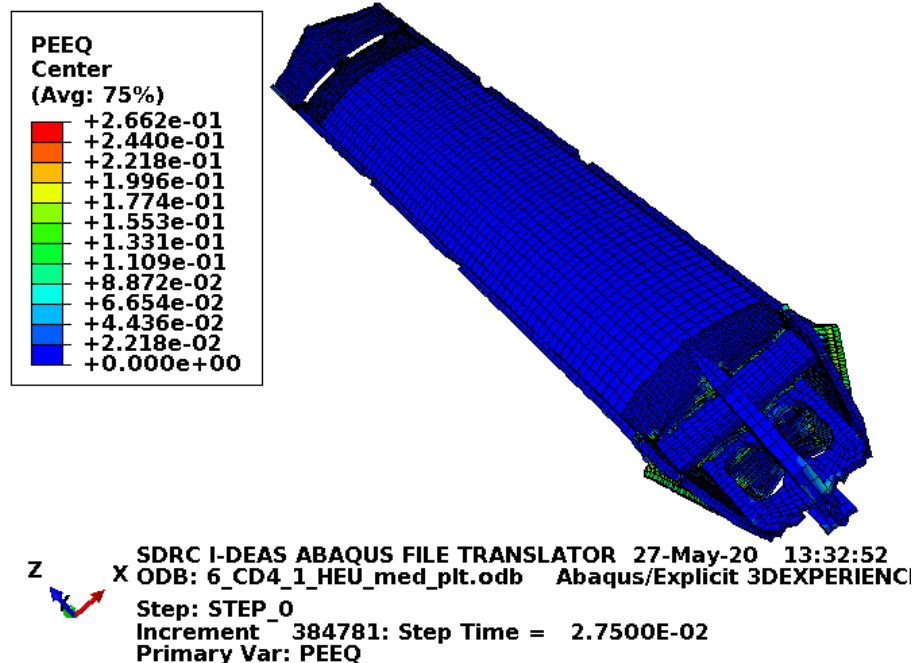 PEEQ
Center
(Avg: 75%)
+2.662e-01
+2.440e-01
+2.218e-01
+1.996e-01
+1.774e-01
+1.553e-01
+1.331e-01
+1.109e-01
+8.872e-02
+6.654e-02
+4.436e-02
+2.218e-02
+0.000e+00
Z
X
SDRC I-DEAS ABAQUS FILE TRANSLATOR 27-May-20 13:32:52
ODB: 6_CD4_1_HEU_med_plt.odb Abaqus/Explicit 3DEXPERIENC
Step: STEP_0
Increment 384781: Step Time = 2.7500E-02
Primary Var: PEEQ